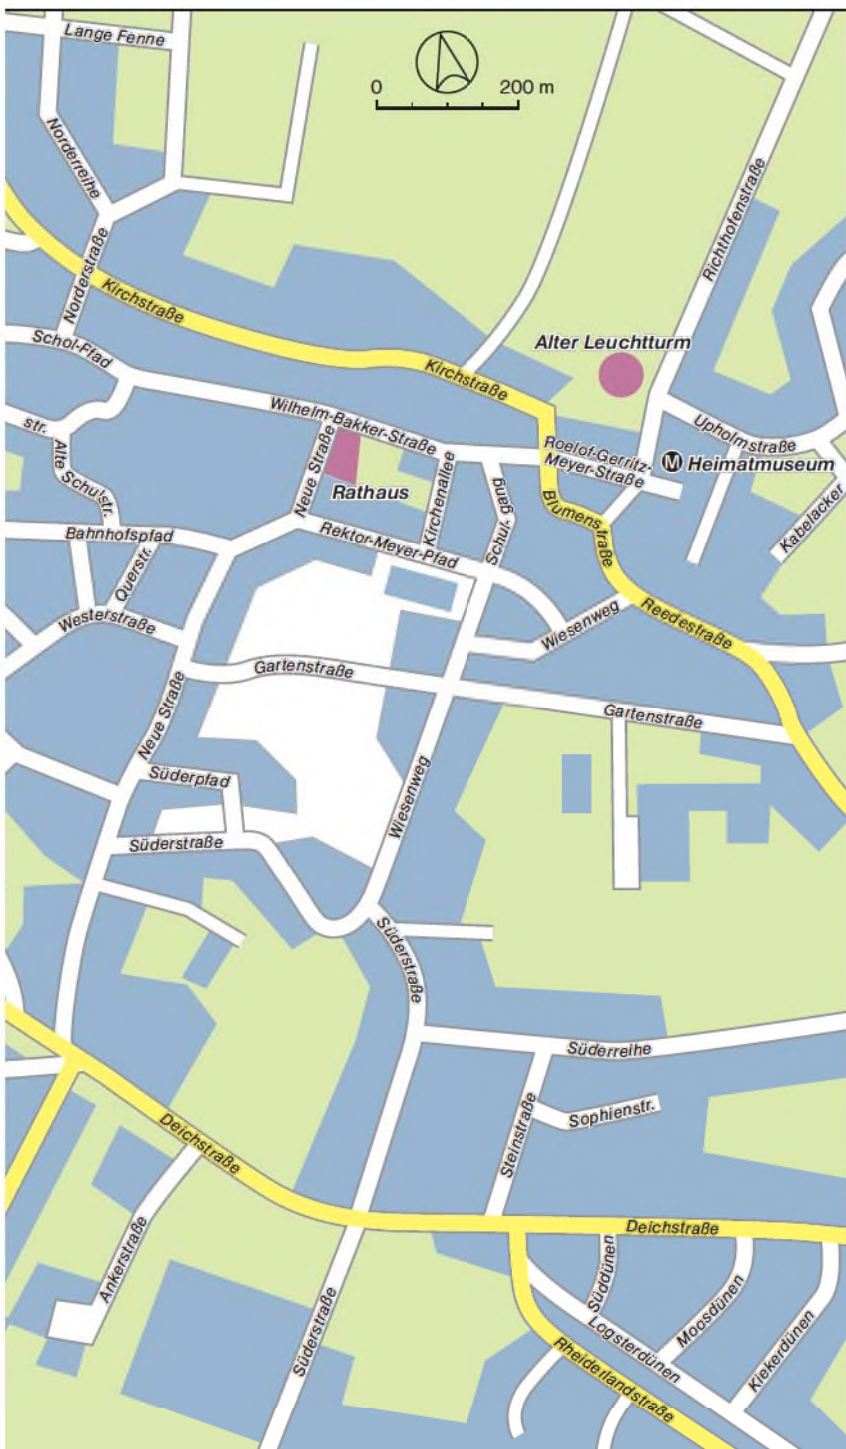 Lange Fenne
0 200 m
Norderreihe
Richthofenstraße
Norderstraße
Kirchstraße
Schol-Pfad
Alter Leuchtturm
Kirchstraße
Wilhelm-Bakker-Straße
Upholmstraße
str.
Neue Straße
Roelof-Gerritz-
Meyer-Straße
M Heimatmuseum
Alte Schulstr.
Rathaus
Kirchenallee
Schul-
gang
Blumenstraße
Kabelacker
Bahnhofspfad
Rektor-Meyer-Pfad
Querstr.
Westerstraße
Wiesenweg
Reedestraße
Gartenstraße
Neue Straße
Gartenstraße
Süderpfad
Wiesenweg
Süderstraße
Süderstraße
Süderreihe
Sophienstr.
Steinstraße
Deichstraße
Deichstraße
Ankerstraße
Süddünen
Süderstraße
Logsterdünen
Moosdünen
Kiekerdünen
Rheiderlandstraße